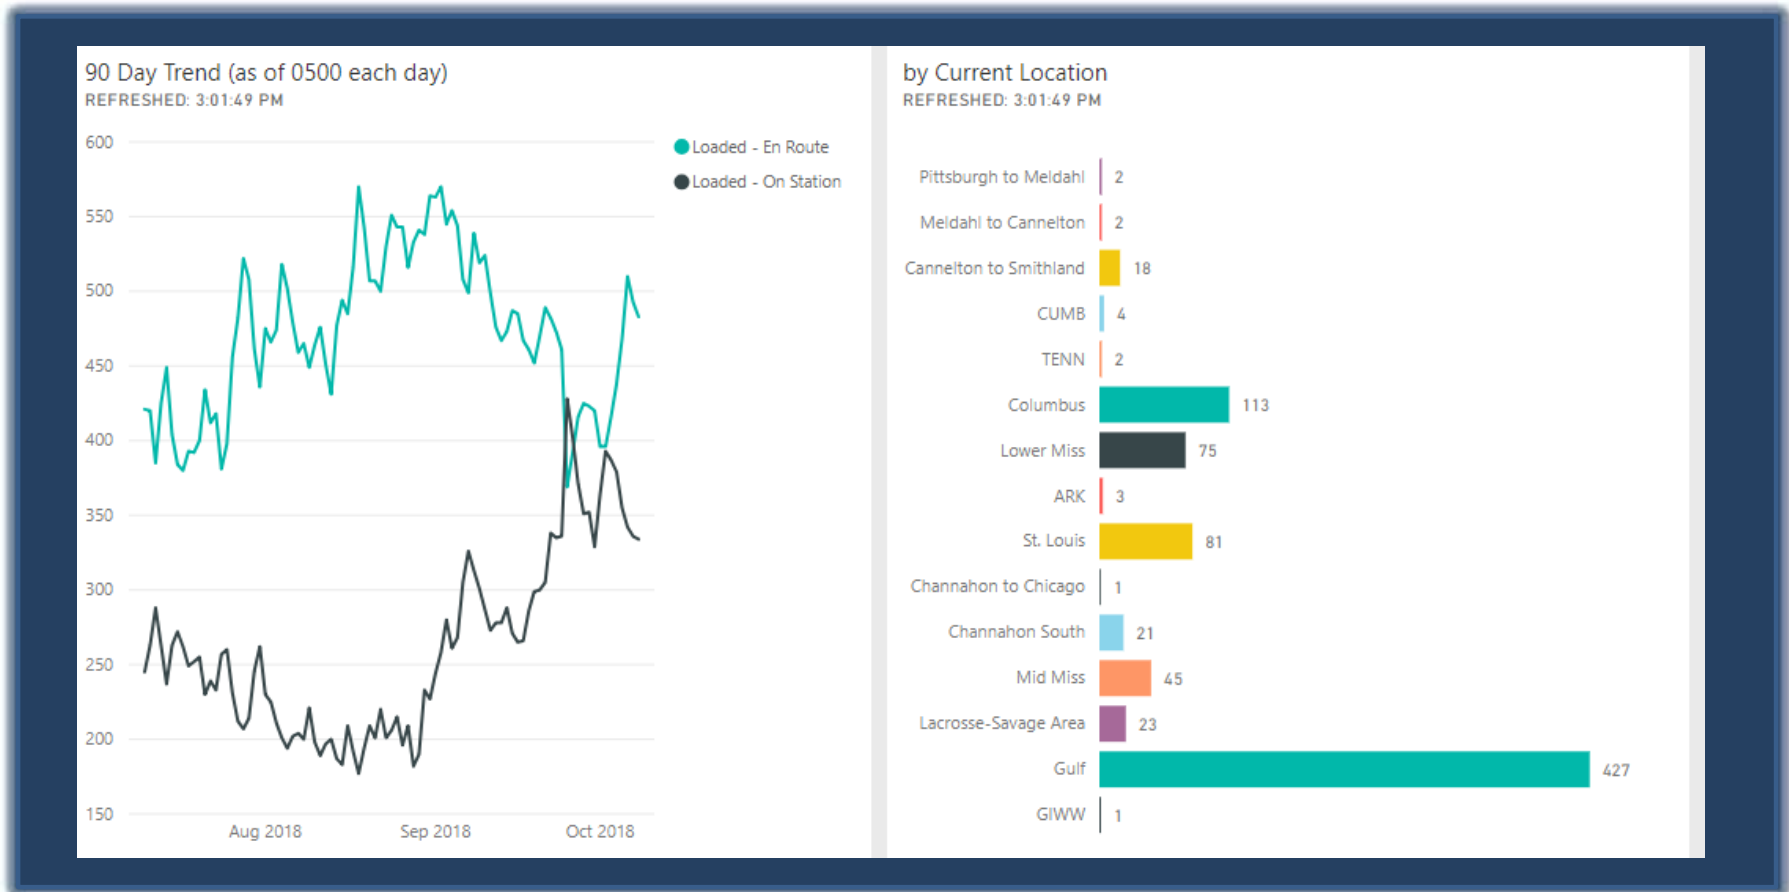 90 Day Trend (as of 0500 each day)
REFRESHED: 3:01:49 PM
600
550
500
450
400
350
300
250
200
150
Aug 2018 Sep 2018 Oct 2018
Loaded - En Route
Loaded - On Station
by Current Location
REFRESHED: 3:01:49 PM
Pittsburgh to Meldahl 2
Meldahl to Cannelton 2
Cannelton to Smithland 18
CUMB 4
TENN 2
Columbus 113
Lower Miss 75
ARK 3
St. Louis 81
Channahon to Chicago 1
Channahon South 21
Mid Miss 45
Lacrosse-Savage Area 23
Gulf 427
GIWW 1